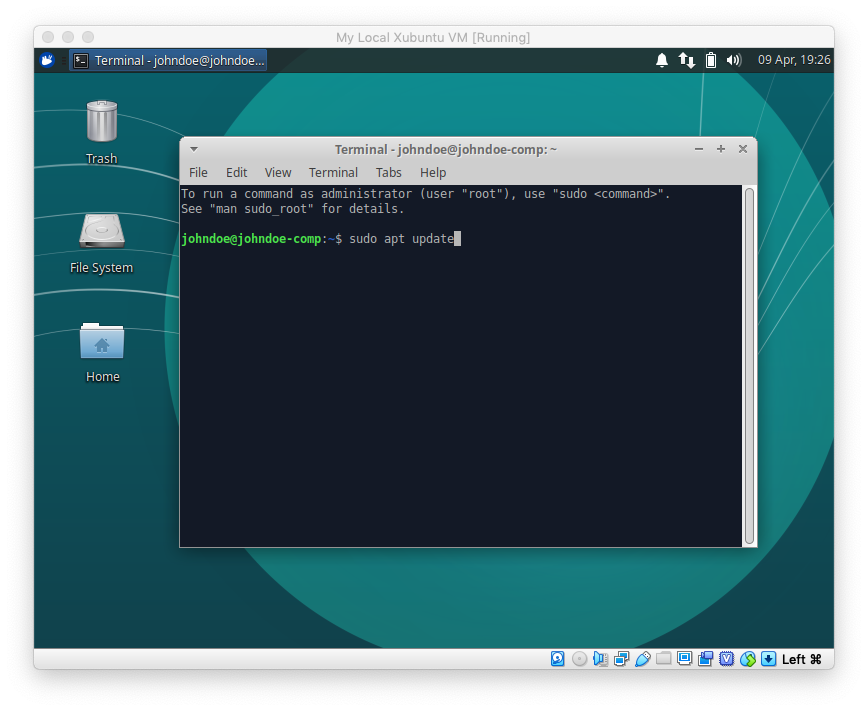 My Local Xubuntu VM [Running]
Terminal - johndoe@johndoe...
09 Apr, 19:26
Trash
File System
Home
Terminal - johndoe@johndoe-comp: ~
File Edit View Terminal Tabs Help
To run a command as administrator (user "root"), use "sudo <command>".
See "man sudo_root" for details.
johndoe@johndoe-comp:~$ sudo apt update
Left ⌘